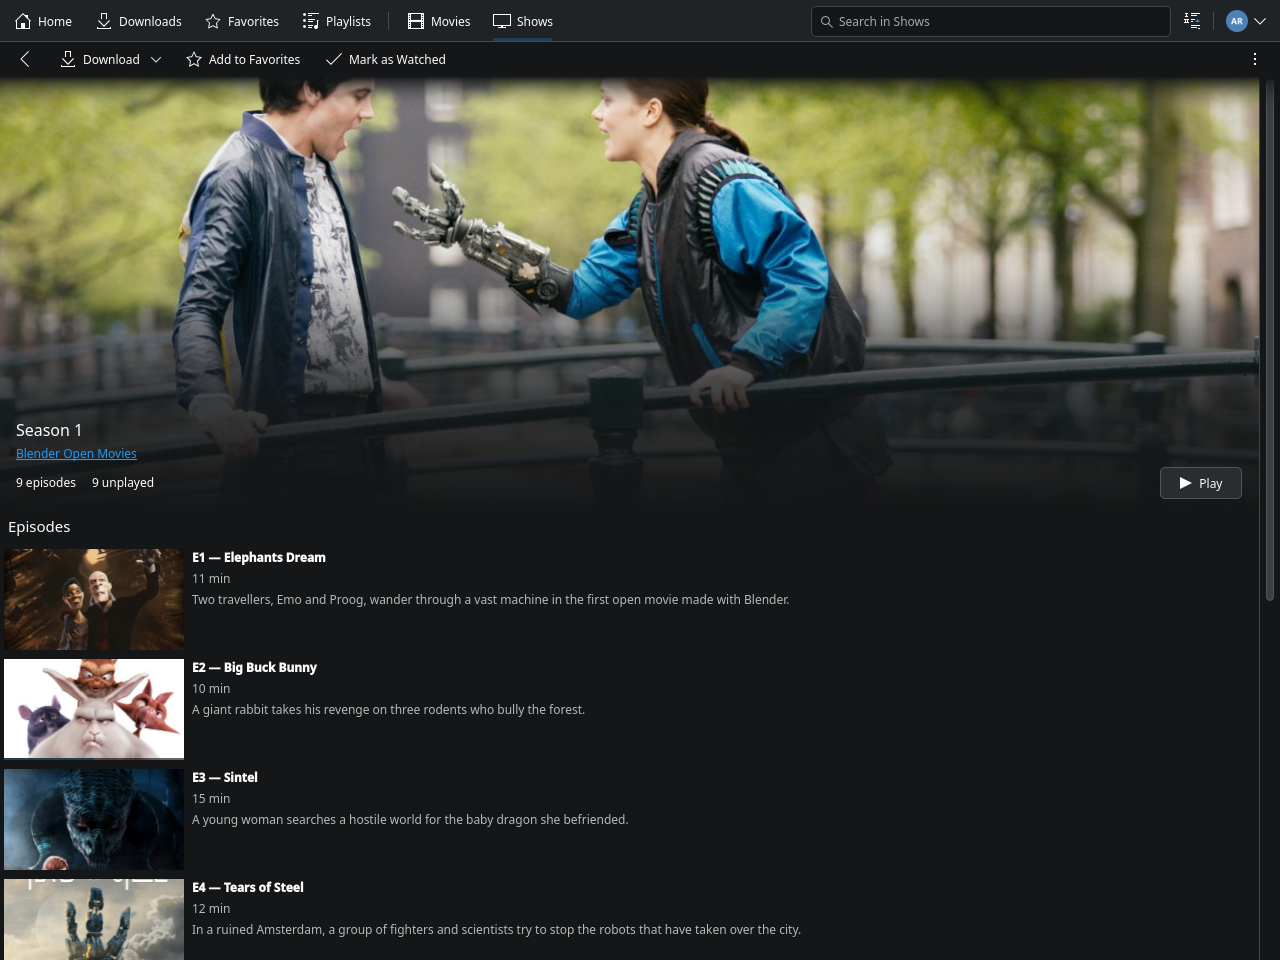 Home
Downloads
Favorites
Playlists
Movies
Shows
Search in Shows
AR
Download
Add to Favorites
Mark as Watched
Season 1
Blender Open Movies
9 episodes
9 unplayed
Play
Episodes
E1 — Elephants Dream
11 min
Two travellers, Emo and Proog, wander through a vast machine in the first open movie made with Blender.
E2 — Big Buck Bunny
10 min
A giant rabbit takes his revenge on three rodents who bully the forest.
E3 — Sintel
15 min
A young woman searches a hostile world for the baby dragon she befriended.
E4 — Tears of Steel
12 min
In a ruined Amsterdam, a group of fighters and scientists try to stop the robots that have taken over the city.